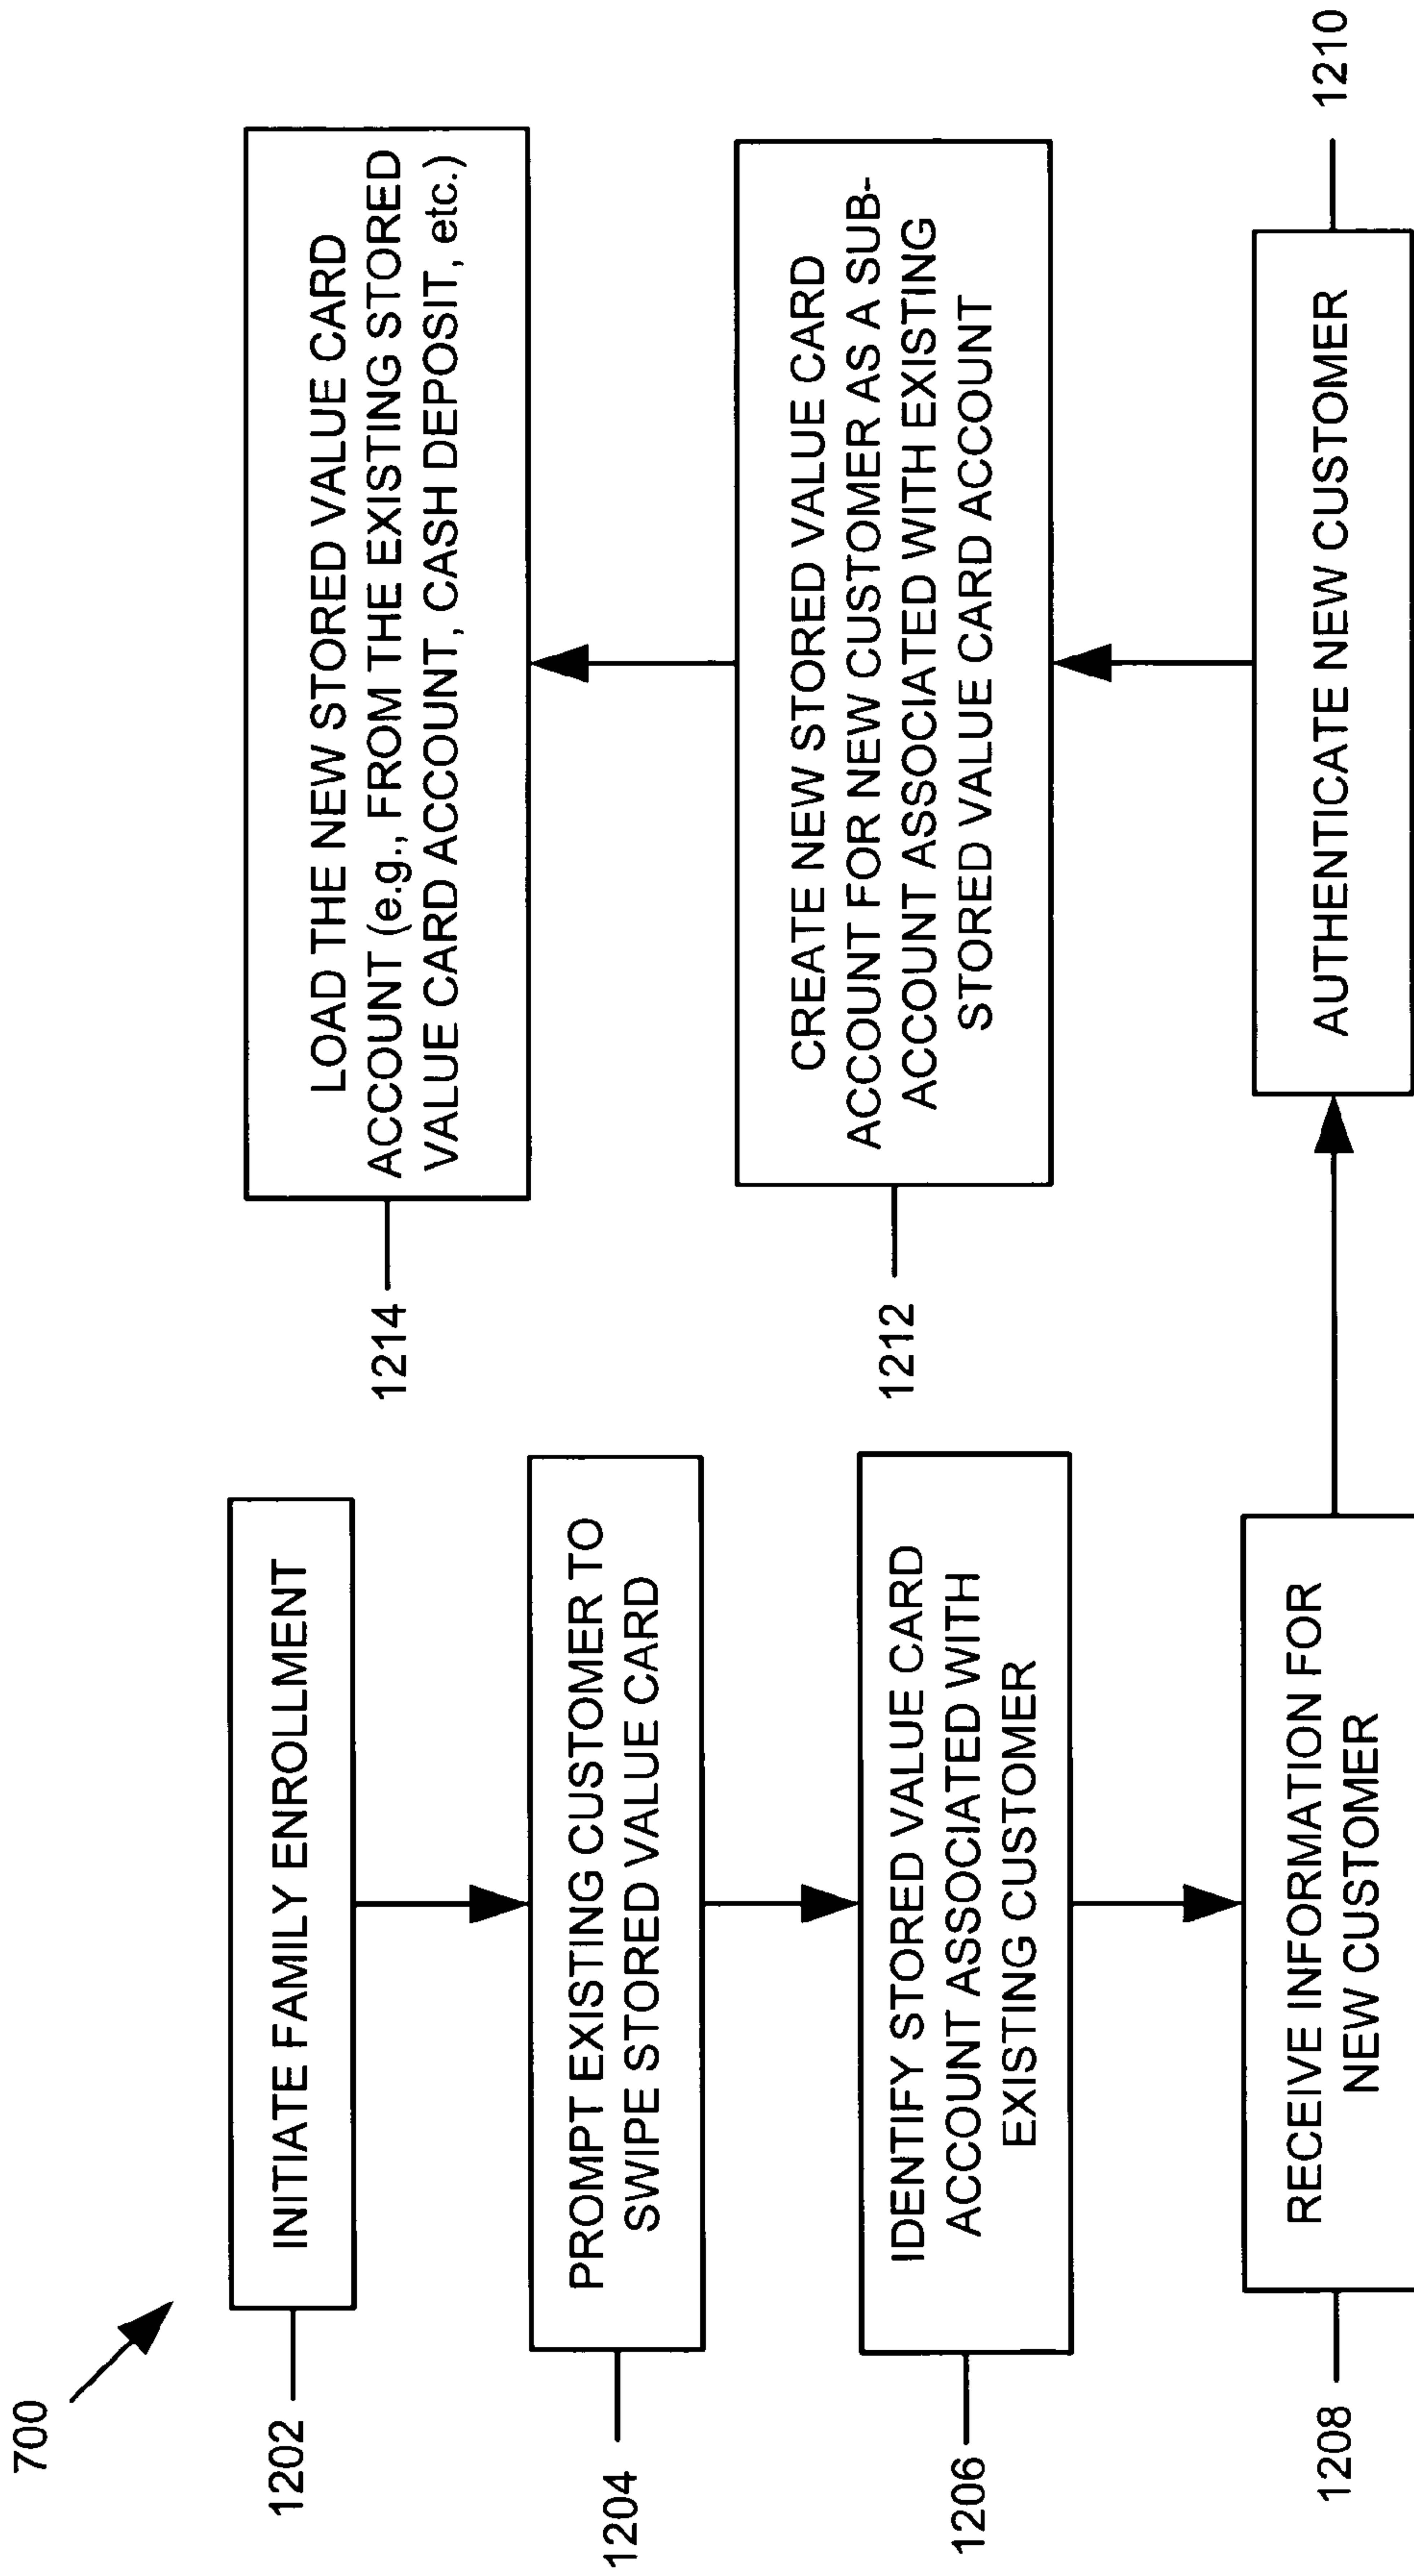 700
1202
INITIATE FAMILY ENROLLMENT
1204
PROMPT EXISTING CUSTOMER TO
SWIPE STORED VALUE CARD
1206
IDENTIFY STORED VALUE CARD
ACCOUNT ASSOCIATED WITH
EXISTING CUSTOMER
1208
RECEIVE INFORMATION FOR
NEW CUSTOMER
AUTHENTICATE NEW CUSTOMER
1210
1212
CREATE NEW STORED VALUE CARD
ACCOUNT FOR NEW CUSTOMER AS A SUB-
ACCOUNT ASSOCIATED WITH EXISTING
STORED VALUE CARD ACCOUNT
1214
LOAD THE NEW STORED VALUE CARD
ACCOUNT (e.g., FROM THE EXISTING STORED
VALUE CARD ACCOUNT, CASH DEPOSIT, etc.)